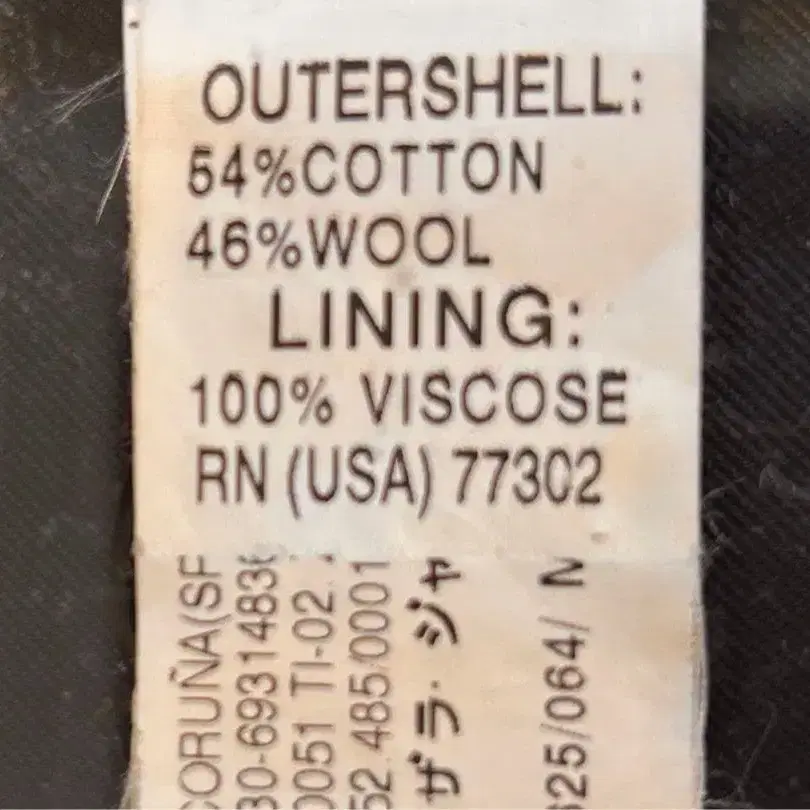 OUTERSHELL:
54%COTTON
46%WOOL
LINING:
100% VISCOSE
RN (USA) 77302
CORUÑA(SP
30-6931483
0051 TI-02.
52 485/0001
ザラ・ジャ
325/064/ N